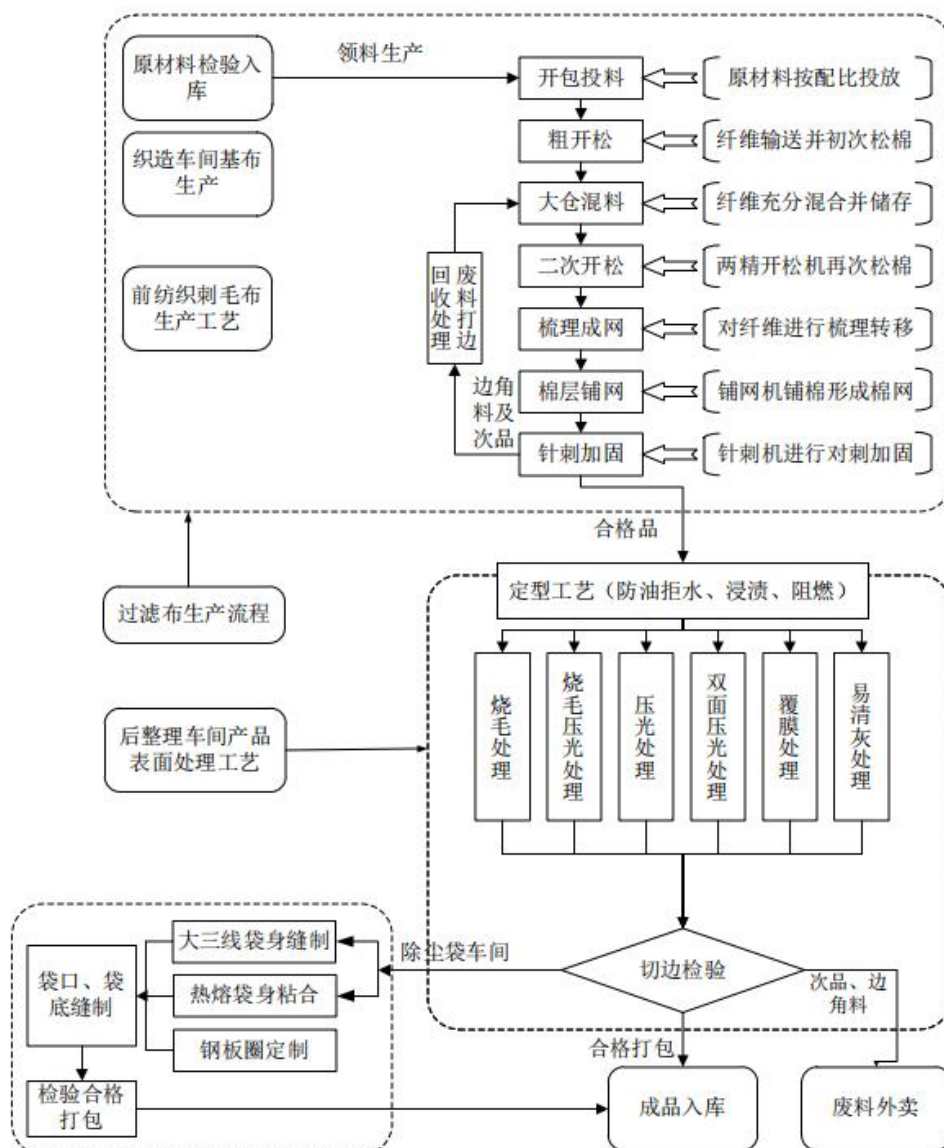 原材料检验入
库
领料生产
开包投料
原材料按配比投放
织造车间基布
生产
粗开松
纤维输送并初次松棉
大仓混料
纤维充分混合并储存
前纺织刺毛布
生产工艺
废料打边
回收处理
二次开松
两精开松机再次松棉
梳理成网
对纤维进行梳理转移
边角
料及
次品
棉层铺网
铺网机铺棉形成棉网
针刺加固
针刺机进行对刺加固
合格品
过滤布生产流程
定型工艺（防油拒水、浸渍、阻燃）
烧毛处理
烧毛压光处理
压光处理
双面压光处理
覆膜处理
易清灰处理
后整理车间产品
表面处理工艺
大三线袋身缝制
除尘袋车间
切边检验
次品、边
角料
袋口、袋
底缝制
热熔袋身粘合
钢板圈定制
合格打包
检验合格
打包
成品入库
废料外卖